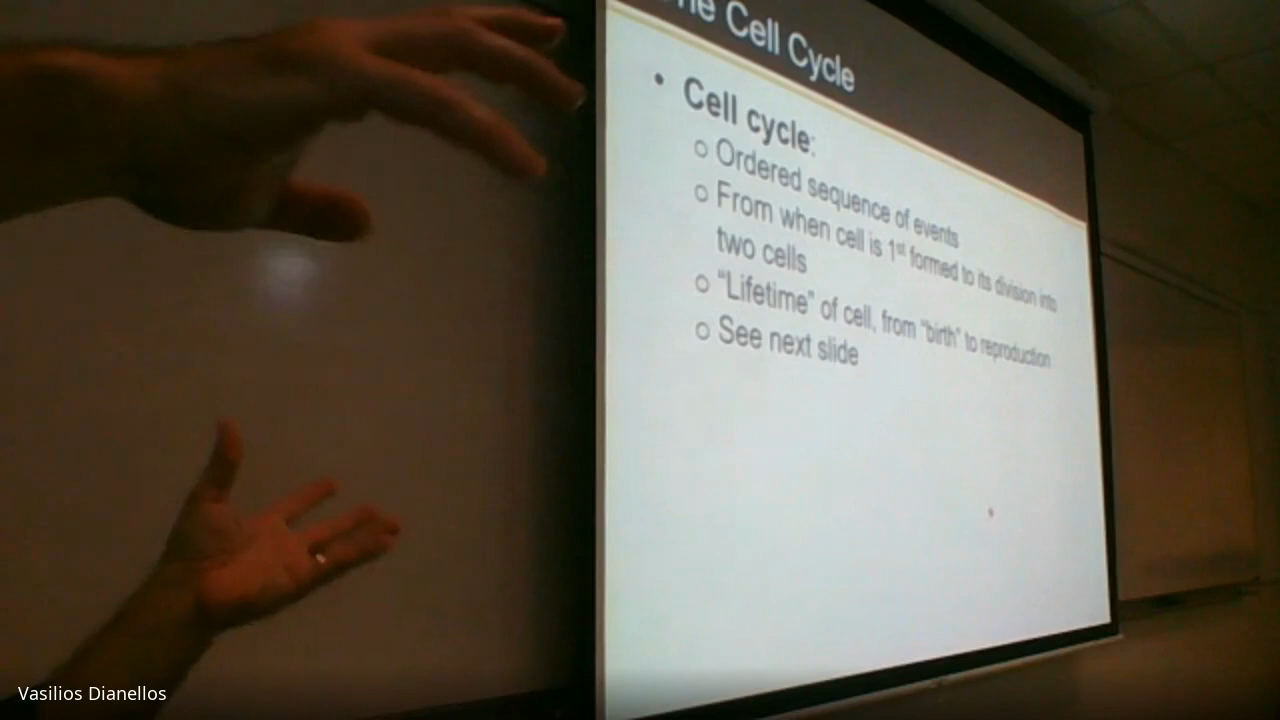 The Cell Cycle
• Cell cycle:
o Ordered sequence of events
o From when cell is 1st formed to its division into
two cells
o “Lifetime” of cell, from “birth” to reproduction
o See next slide
Vasilios Dianellos